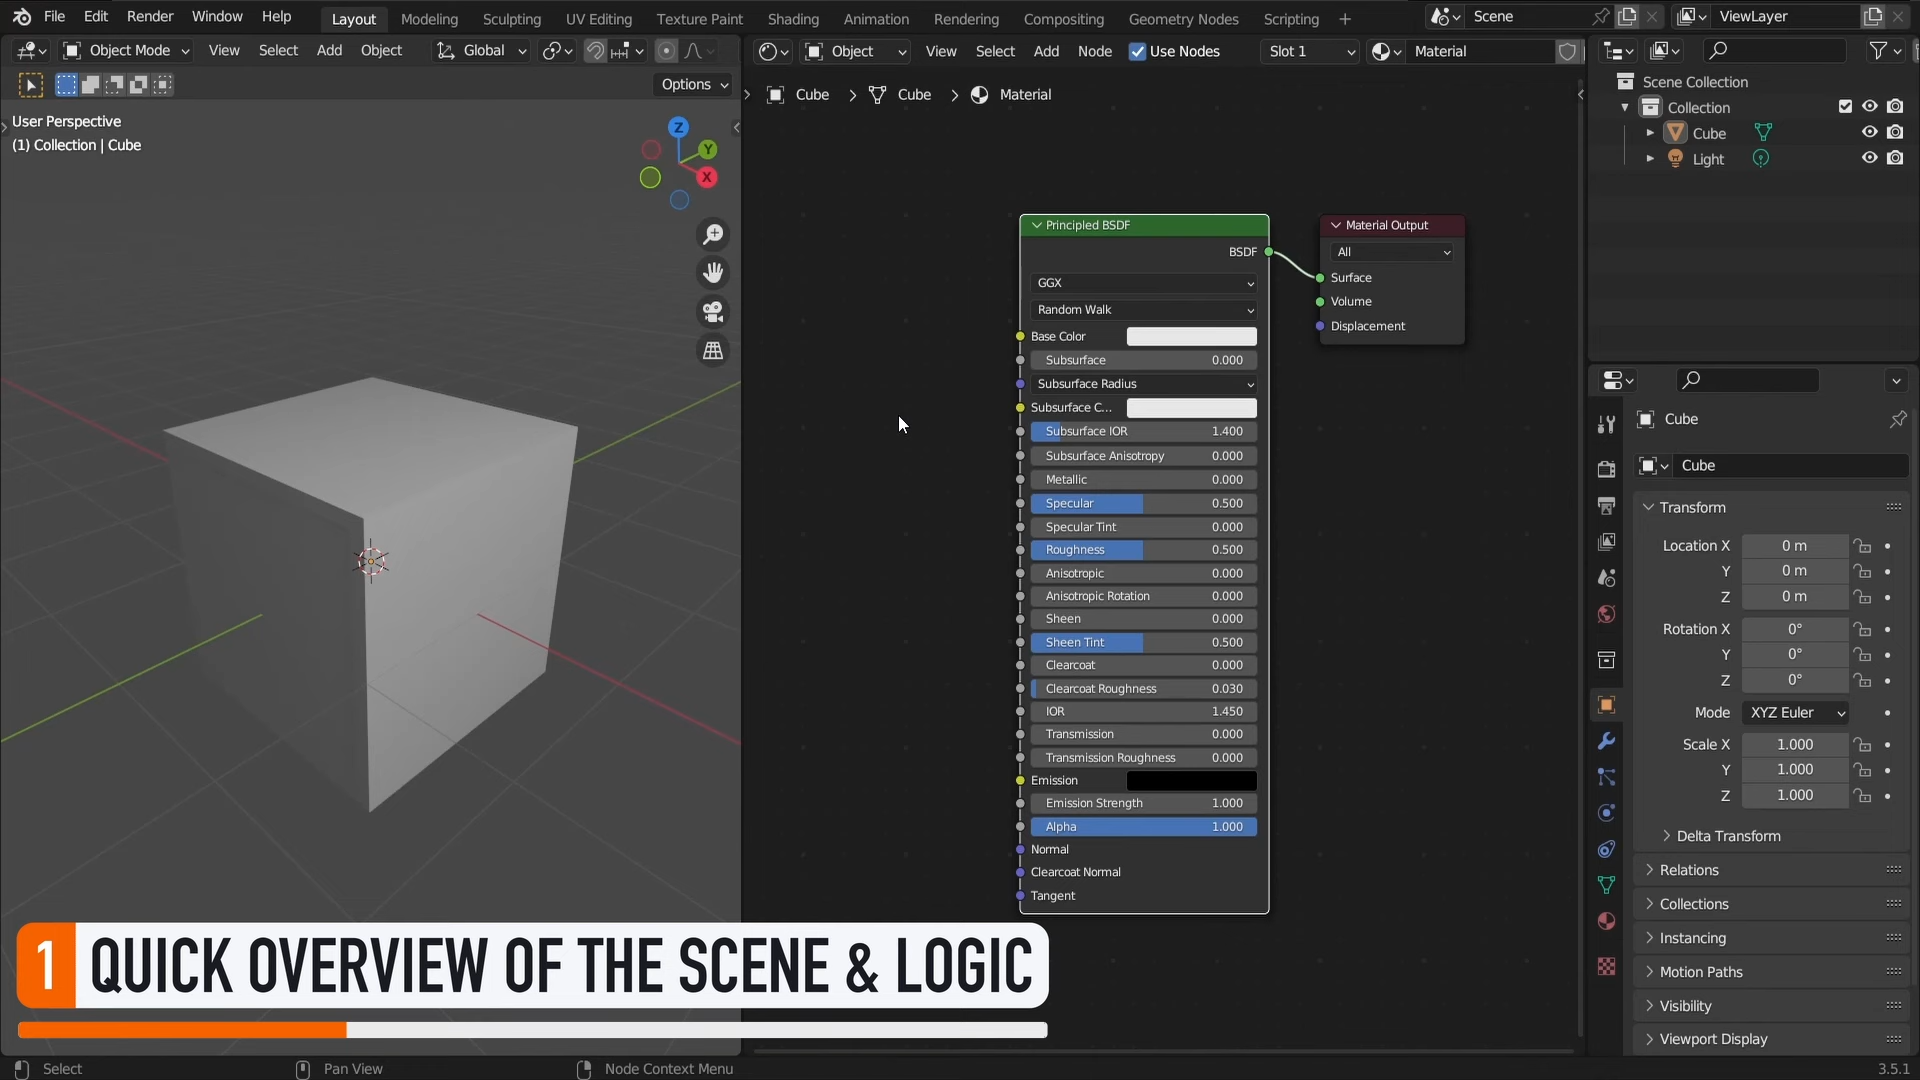 File Edit Render Window Help Layout Modeling Sculpting UV Editing Texture Paint Shading Animation Rendering Compositing Geometry Nodes Scripting + Scene ViewLayer
Object Mode View Select Add Object Global Object View Select Add Node Use Nodes Slot 1 Material
Options
Cube > Cube > Material
User Perspective
(1) Collection | Cube
Z
Y
X
Principled BSDF
BSDF
GGX
Random Walk
Base Color
Subsurface 0.000
Subsurface Radius
Subsurface C...
Subsurface IOR 1.400
Subsurface Anisotropy 0.000
Metallic 0.000
Specular 0.500
Specular Tint 0.000
Roughness 0.500
Anisotropic 0.000
Anisotropic Rotation 0.000
Sheen 0.000
Sheen Tint 0.500
Clearcoat 0.000
Clearcoat Roughness 0.030
IOR 1.450
Transmission 0.000
Transmission Roughness 0.000
Emission
Emission Strength 1.000
Alpha 1.000
Normal
Clearcoat Normal
Tangent
Material Output
All
Surface
Volume
Displacement
Scene Collection
Collection
Cube
Light
Cube
Cube
Transform
Location X 0 m
Y 0 m
Z 0 m
Rotation X 0°
Y 0°
Z 0°
Mode XYZ Euler
Scale X 1.000
Y 1.000
Z 1.000
Delta Transform
Relations
Collections
Instancing
Motion Paths
Visibility
Viewport Display
1 QUICK OVERVIEW OF THE SCENE & LOGIC
Select Pan View Node Context Menu 3.5.1